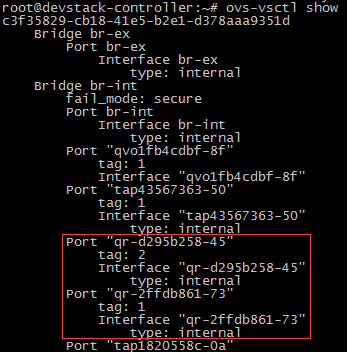 root@devstack-controller:~# ovs-vsctl show
c3f35829-cb18-41e5-b2e1-d378aaa9351d
Bridge br-ex
Port br-ex
Interface br-ex
type: internal
Bridge br-int
fail_mode: secure
Port br-int
Interface br-int
type: internal
Port "qvo1fb4cdbf-8f"
tag: 1
Interface "qvo1fb4cdbf-8f"
Port "tap43567363-50"
tag: 1
Interface "tap43567363-50"
type: internal
Port "qr-d295b258-45"
tag: 2
Interface "qr-d295b258-45"
type: internal
Port "qr-2ffdb861-73"
tag: 1
Interface "qr-2ffdb861-73"
type: internal
Port "tap1820558c-0a"